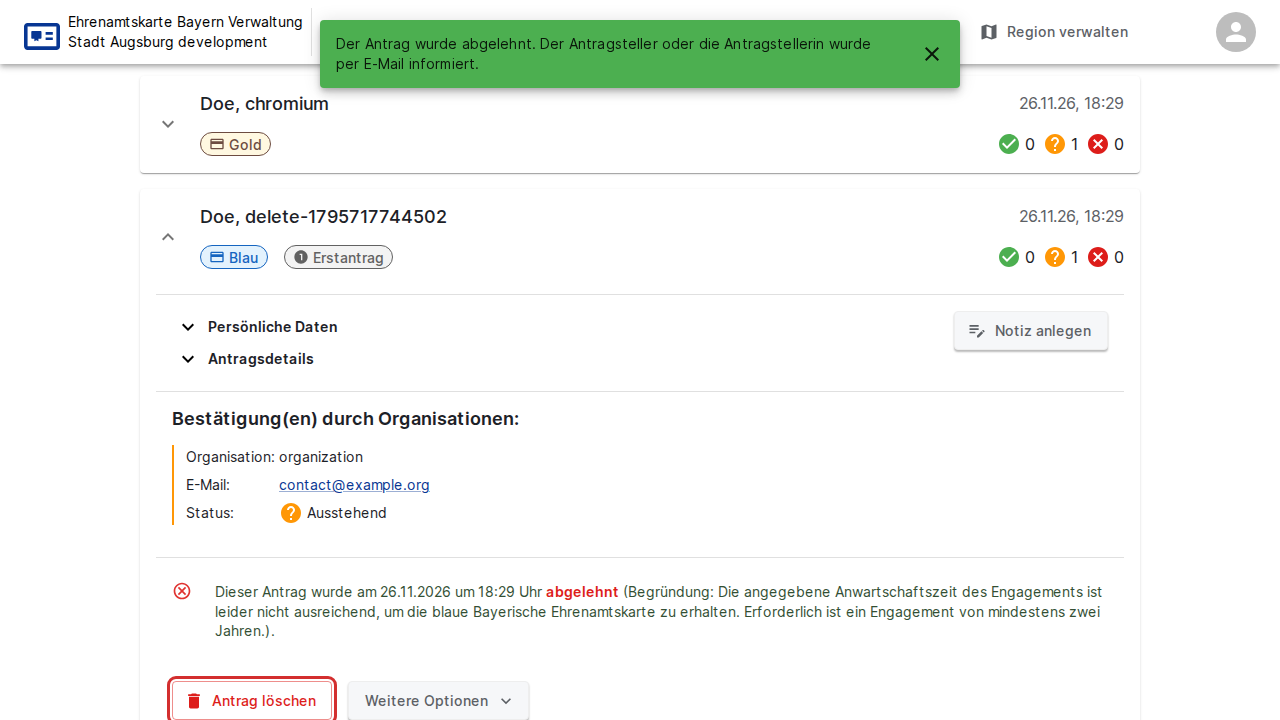 Ehrenamtskarte Bayern Verwaltung
Stadt Augsburg development
Der Antrag wurde abgelehnt. Der Antragsteller oder die Antragstellerin wurde
per E-Mail informiert.
Region verwalten
Doe, chromium
26.11.26, 18:29
Gold
0 1 0
Doe, delete-1795717744502
26.11.26, 18:29
Blau
1 Erstantrag
0 1 0
Persönliche Daten
Notiz anlegen
Antragsdetails
Bestätigung(en) durch Organisationen:
Organisation: organization
E-Mail: contact@example.org
Status: Ausstehend
Dieser Antrag wurde am 26.11.2026 um 18:29 Uhr abgelehnt (Begründung: Die angegebene Anwartschaftszeit des Engagements ist
leider nicht ausreichend, um die blaue Bayerische Ehrenamtskarte zu erhalten. Erforderlich ist ein Engagement von mindestens zwei
Jahren.).
Antrag löschen
Weitere Optionen